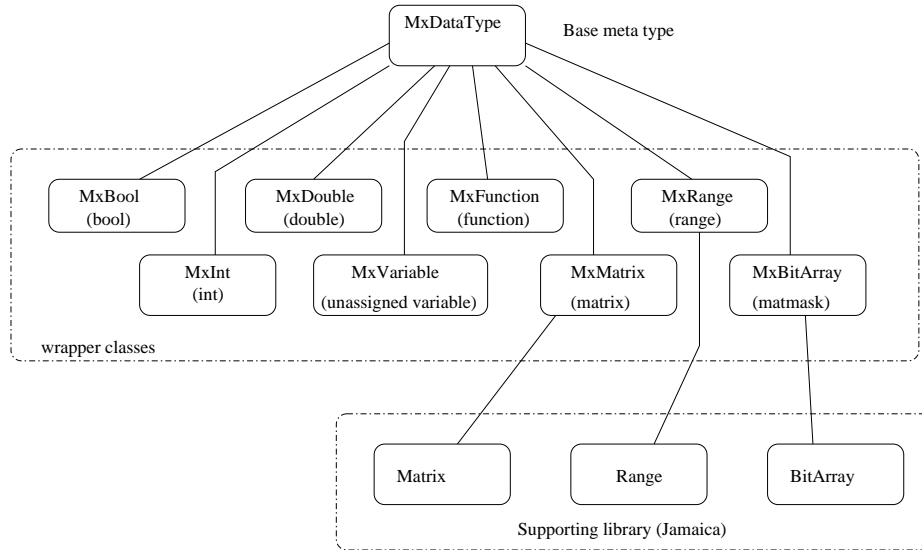 MxDataType
Base meta type
MxBool
(bool)
MxDouble
(double)
MxFunction
(function)
MxRange
(range)
MxInt
(int)
MxVariable
(unassigned variable)
MxMatrix
(matrix)
MxBitArray
(matmask)
wrapper classes
Matrix
Range
BitArray
Supporting library (Jamaica)